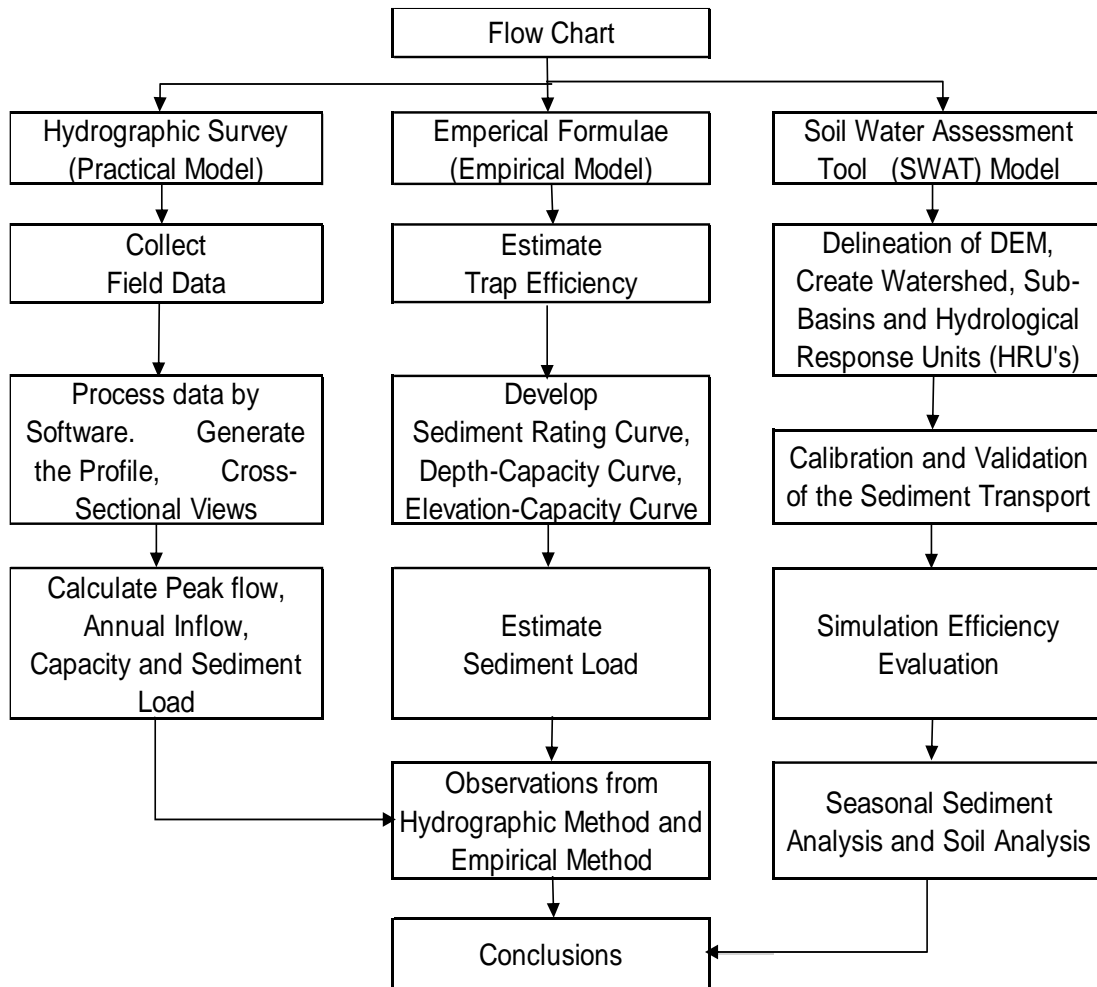 Flow Chart
Hydrographic Survey
(Practical Model)
Emperical Formulae
(Empirical Model)
Soil Water Assessment
Tool (SWAT) Model
Collect
Field Data
Estimate
Trap Efficiency
Delineation of DEM,
Create Watershed, Sub-
Basins and Hydrological
Response Units (HRU's)
Process data by
Software. Generate
the Profile, Cross-
Sectional Views
Develop
Sediment Rating Curve,
Depth-Capacity Curve,
Elevation-Capacity Curve
Calibration and Validation
of the Sediment Transport
Calculate Peak flow,
Annual Inflow,
Capacity and Sediment
Load
Estimate
Sediment Load
Simulation Efficiency
Evaluation
Observations from
Hydrographic Method and
Empirical Method
Seasonal Sediment
Analysis and Soil Analysis
Conclusions